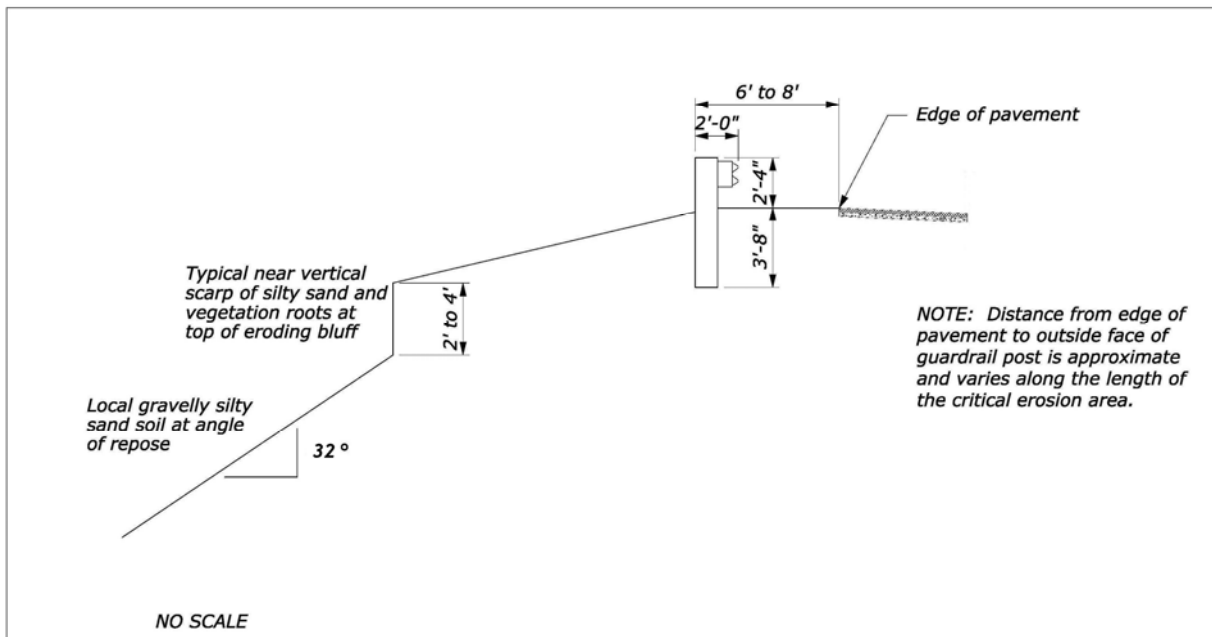 6' to 8'
2'-0"
Edge of pavement
2'-4"
3'-8"
Typical near vertical
scarp of silty sand and
vegetation roots at
top of eroding bluff
2' to 4'
NOTE: Distance from edge of
pavement to outside face of
guardrail post is approximate
and varies along the length of
the critical erosion area.
Local gravelly silty
sand soil at angle
of repose
32 °
NO SCALE